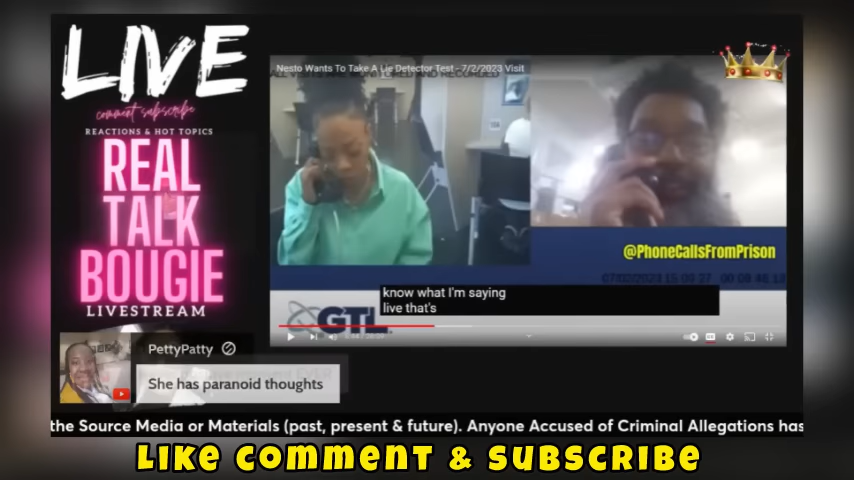 LIVE
comment subscribe
REACTIONS & HOT TOPICS
REAL
TALK
BOUGIE
LIVESTREAM
Nesto Wants To Take A Lie Detector Test - 7/2/2023 Visit
@PhoneCallsFromPrison
know what I'm saying
live that's
GTL
PettyPatty
She has paranoid thoughts
the Source Media or Materials (past, present & future). Anyone Accused of Criminal Allegations has
LIKE COMMENT & SUBSCRIBE